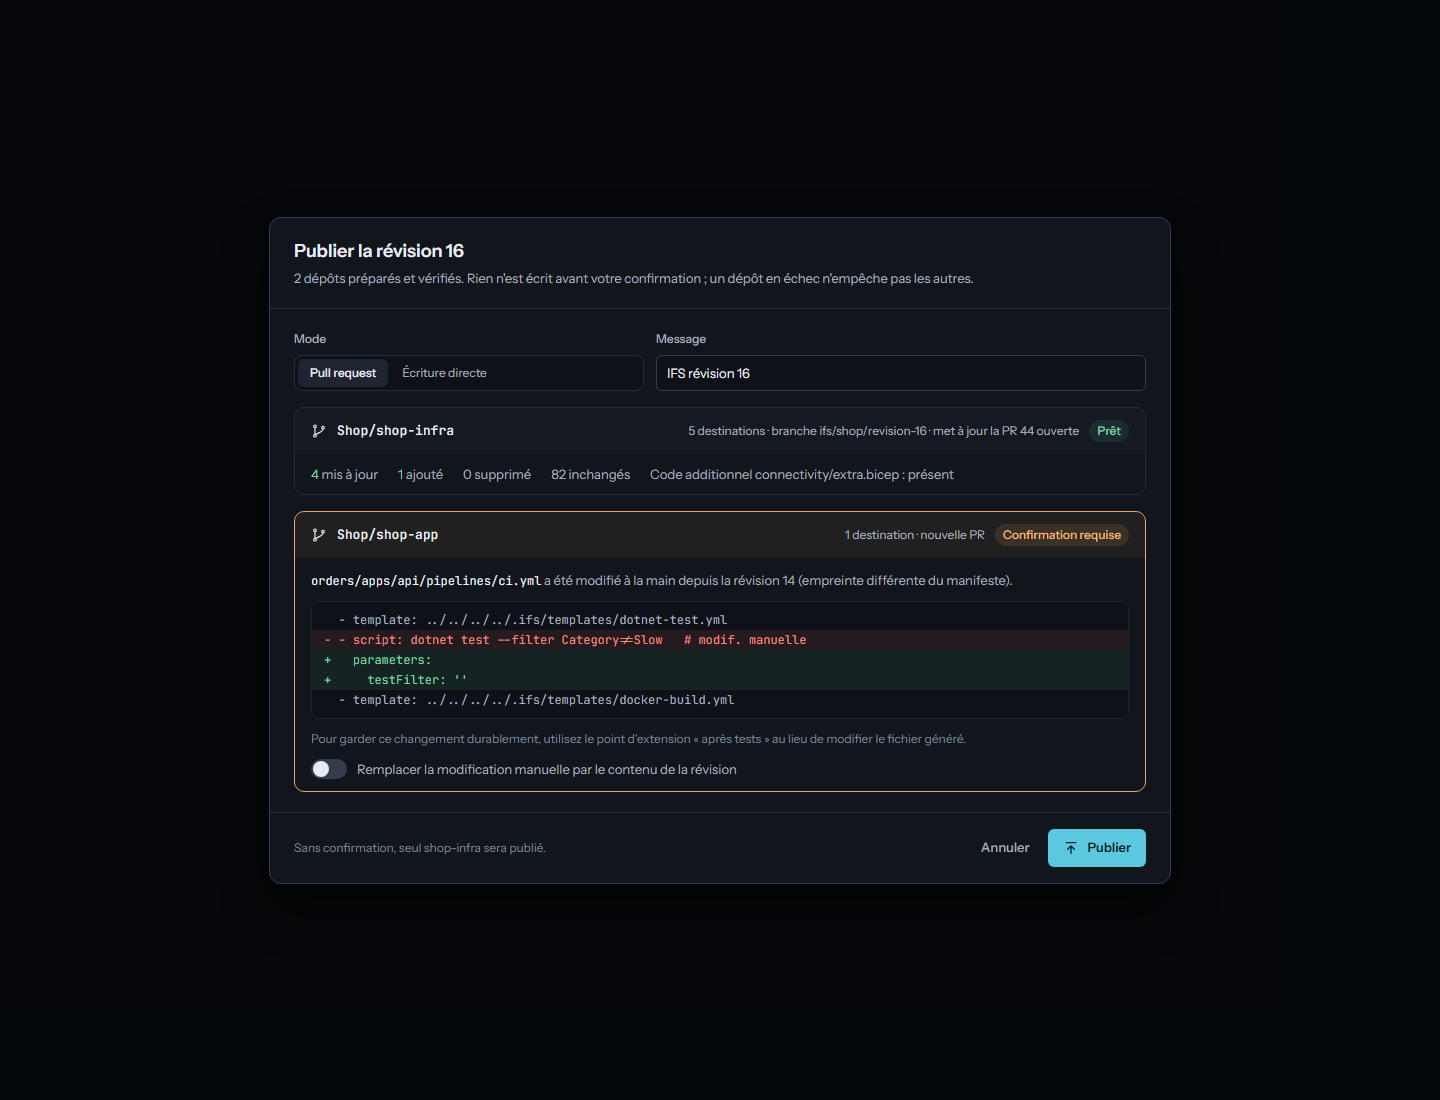 Publier la révision 16
2 dépôts préparés et vérifiés. Rien n'est écrit avant votre confirmation ; un dépôt en échec n'empêche pas les autres.
Mode
Message
Pull request
Écriture directe
IFS révision 16
Shop/shop-infra
5 destinations · branche ifs/shop/revision-16 · met à jour la PR 44 ouverte
Prêt
4 mis à jour
1 ajouté
0 supprimé
82 inchangés
Code additionnel connectivity/extra.bicep : présent
Shop/shop-app
1 destination · nouvelle PR
Confirmation requise
orders/apps/api/pipelines/ci.yml a été modifié à la main depuis la révision 14 (empreinte différente du manifeste).
  - template: ../../../../.ifs/templates/dotnet-test.yml
- - script: dotnet test --filter Category!=Slow   # modif. manuelle
+   parameters:
+     testFilter: ''
  - template: ../../../../.ifs/templates/docker-build.yml
Pour garder ce changement durablement, utilisez le point d'extension « après tests » au lieu de modifier le fichier généré.
Remplacer la modification manuelle par le contenu de la révision
Sans confirmation, seul shop-infra sera publié.
Annuler
Publier